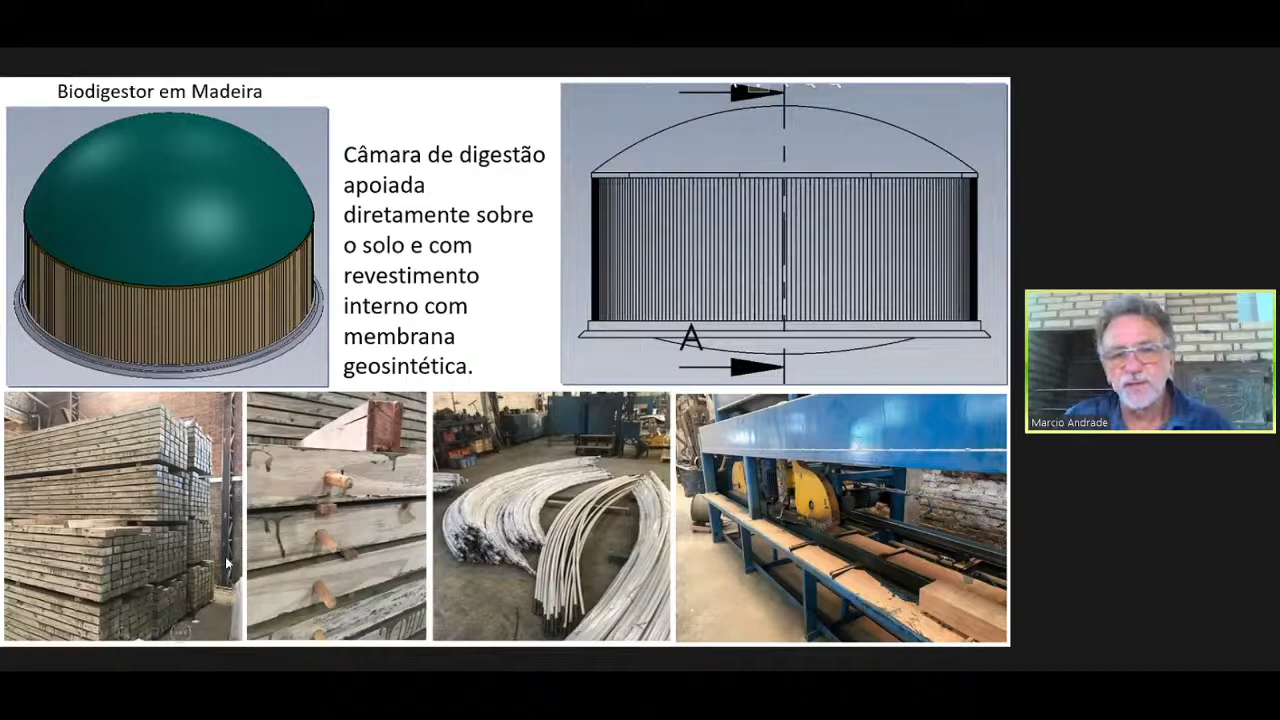 Biodigestor em Madeira
Câmara de digestão
apoiada
diretamente sobre
o solo e com
revestimento
interno com
membrana
geosintética.
A
Marcio Andrade